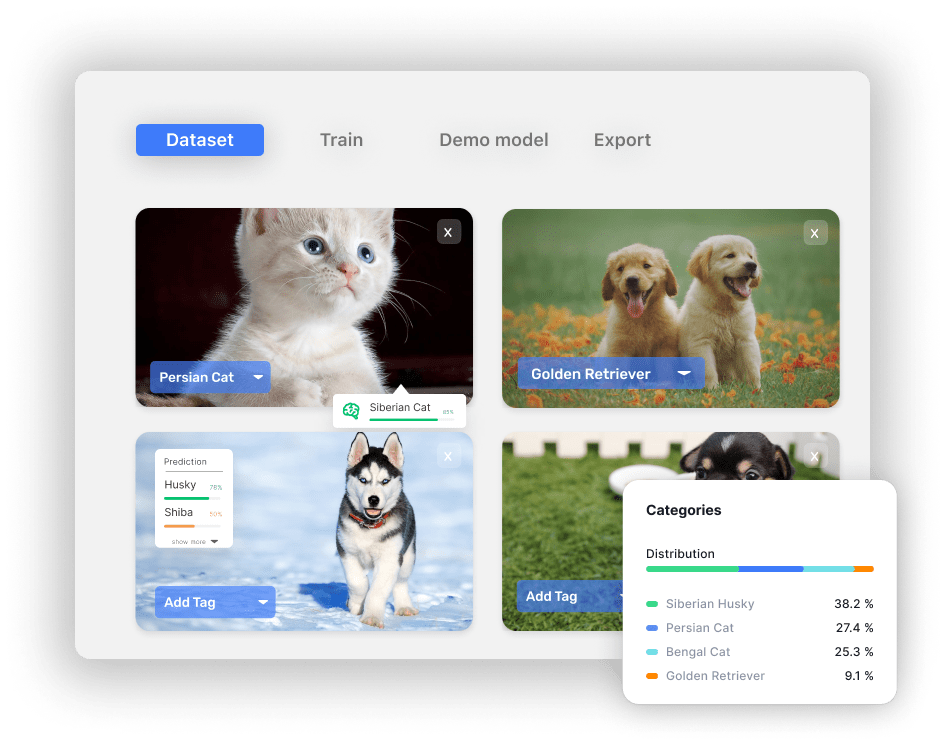 Dataset Train Demo model Export
X
X
Persian Cat
Golden Retriever
Siberian Cat 85%
X
X
Prediction
Husky 78%
Shiba 50%
show more
Add Tag
Add Tag
Categories
Distribution
Siberian Husky 38.2 %
Persian Cat 27.4 %
Bengal Cat 25.3 %
Golden Retriever 9.1 %